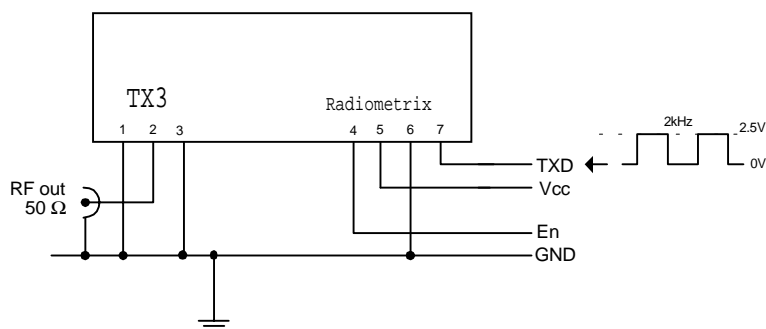 TX3 Radiometrix
1 2 3 4 5 6 7
2kHz
2.5V
TXD
0V
Vcc
RF out
50 Ω
En
GND